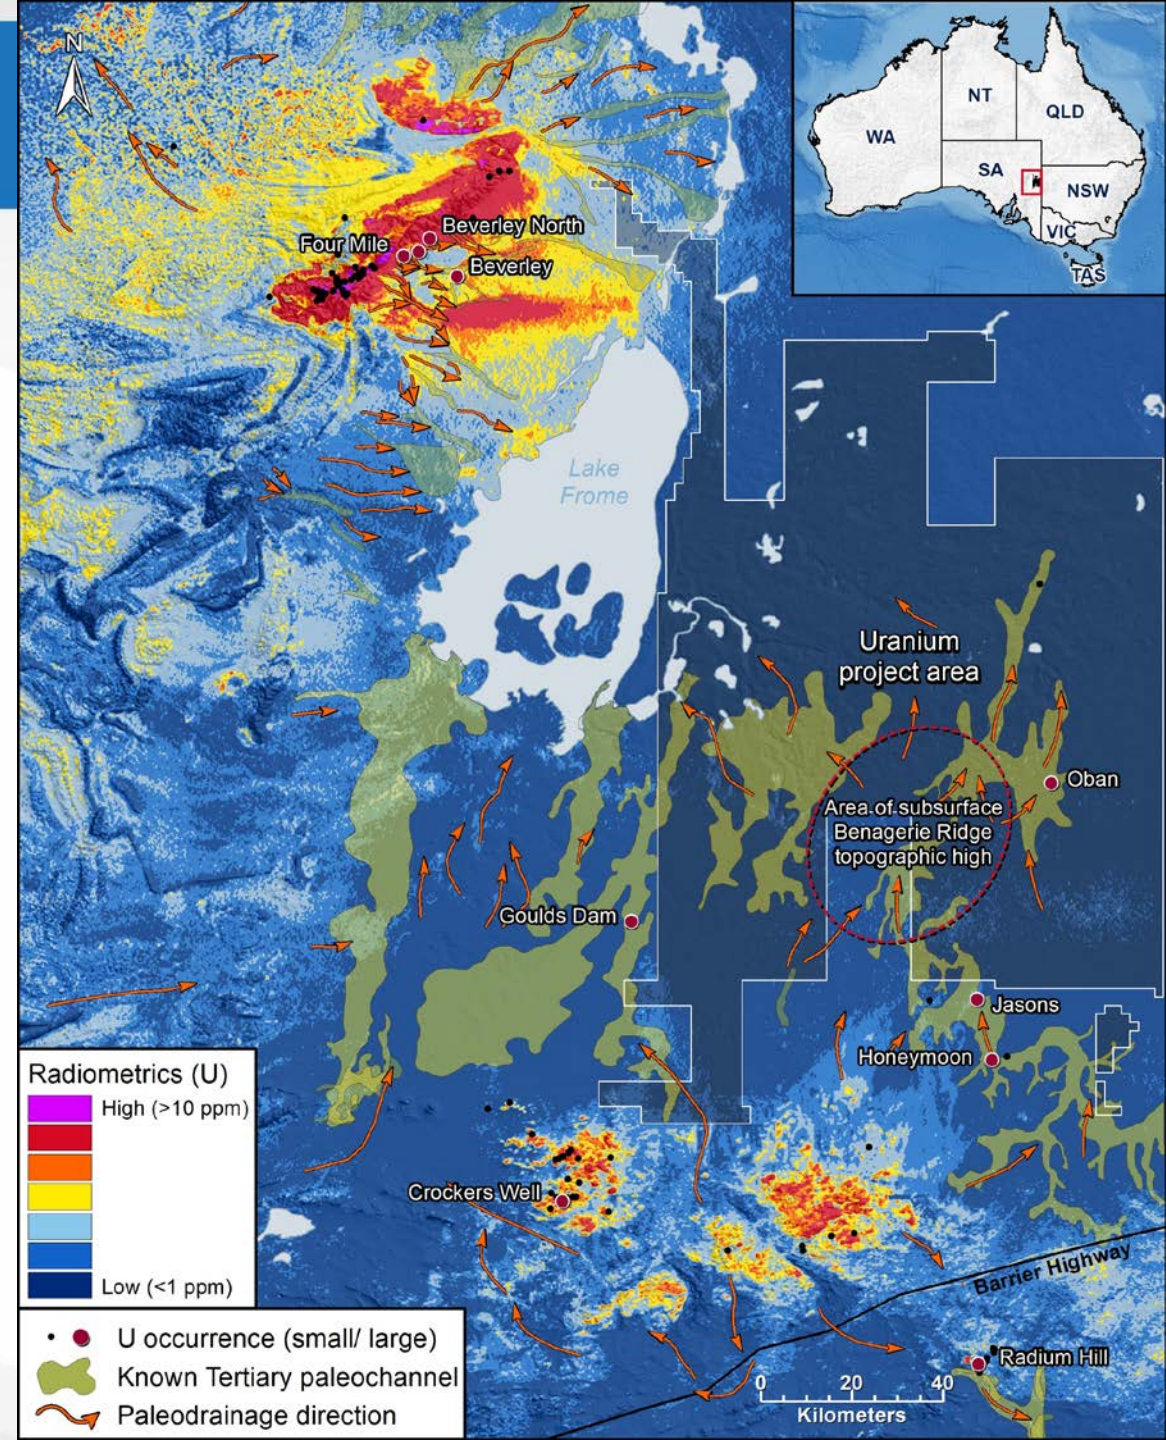 N
WA
NT
QLD
SA
NSW
VIC
TAS
Beverley North
Four Mile
Beverley
Lake
Frome
Uranium
project area
Oban
Area of subsurface
Benagerie Ridge
topographic high
Goulds Dam
Jasons
Honeymoon
Crockers Well
Barrier Highway
Radium Hill
0 20 40
Kilometers
Radiometrics (U)
High (>10 ppm)
Low (<1 ppm)
U occurrence (small/ large)
Known Tertiary paleochannel
Paleodrainage direction